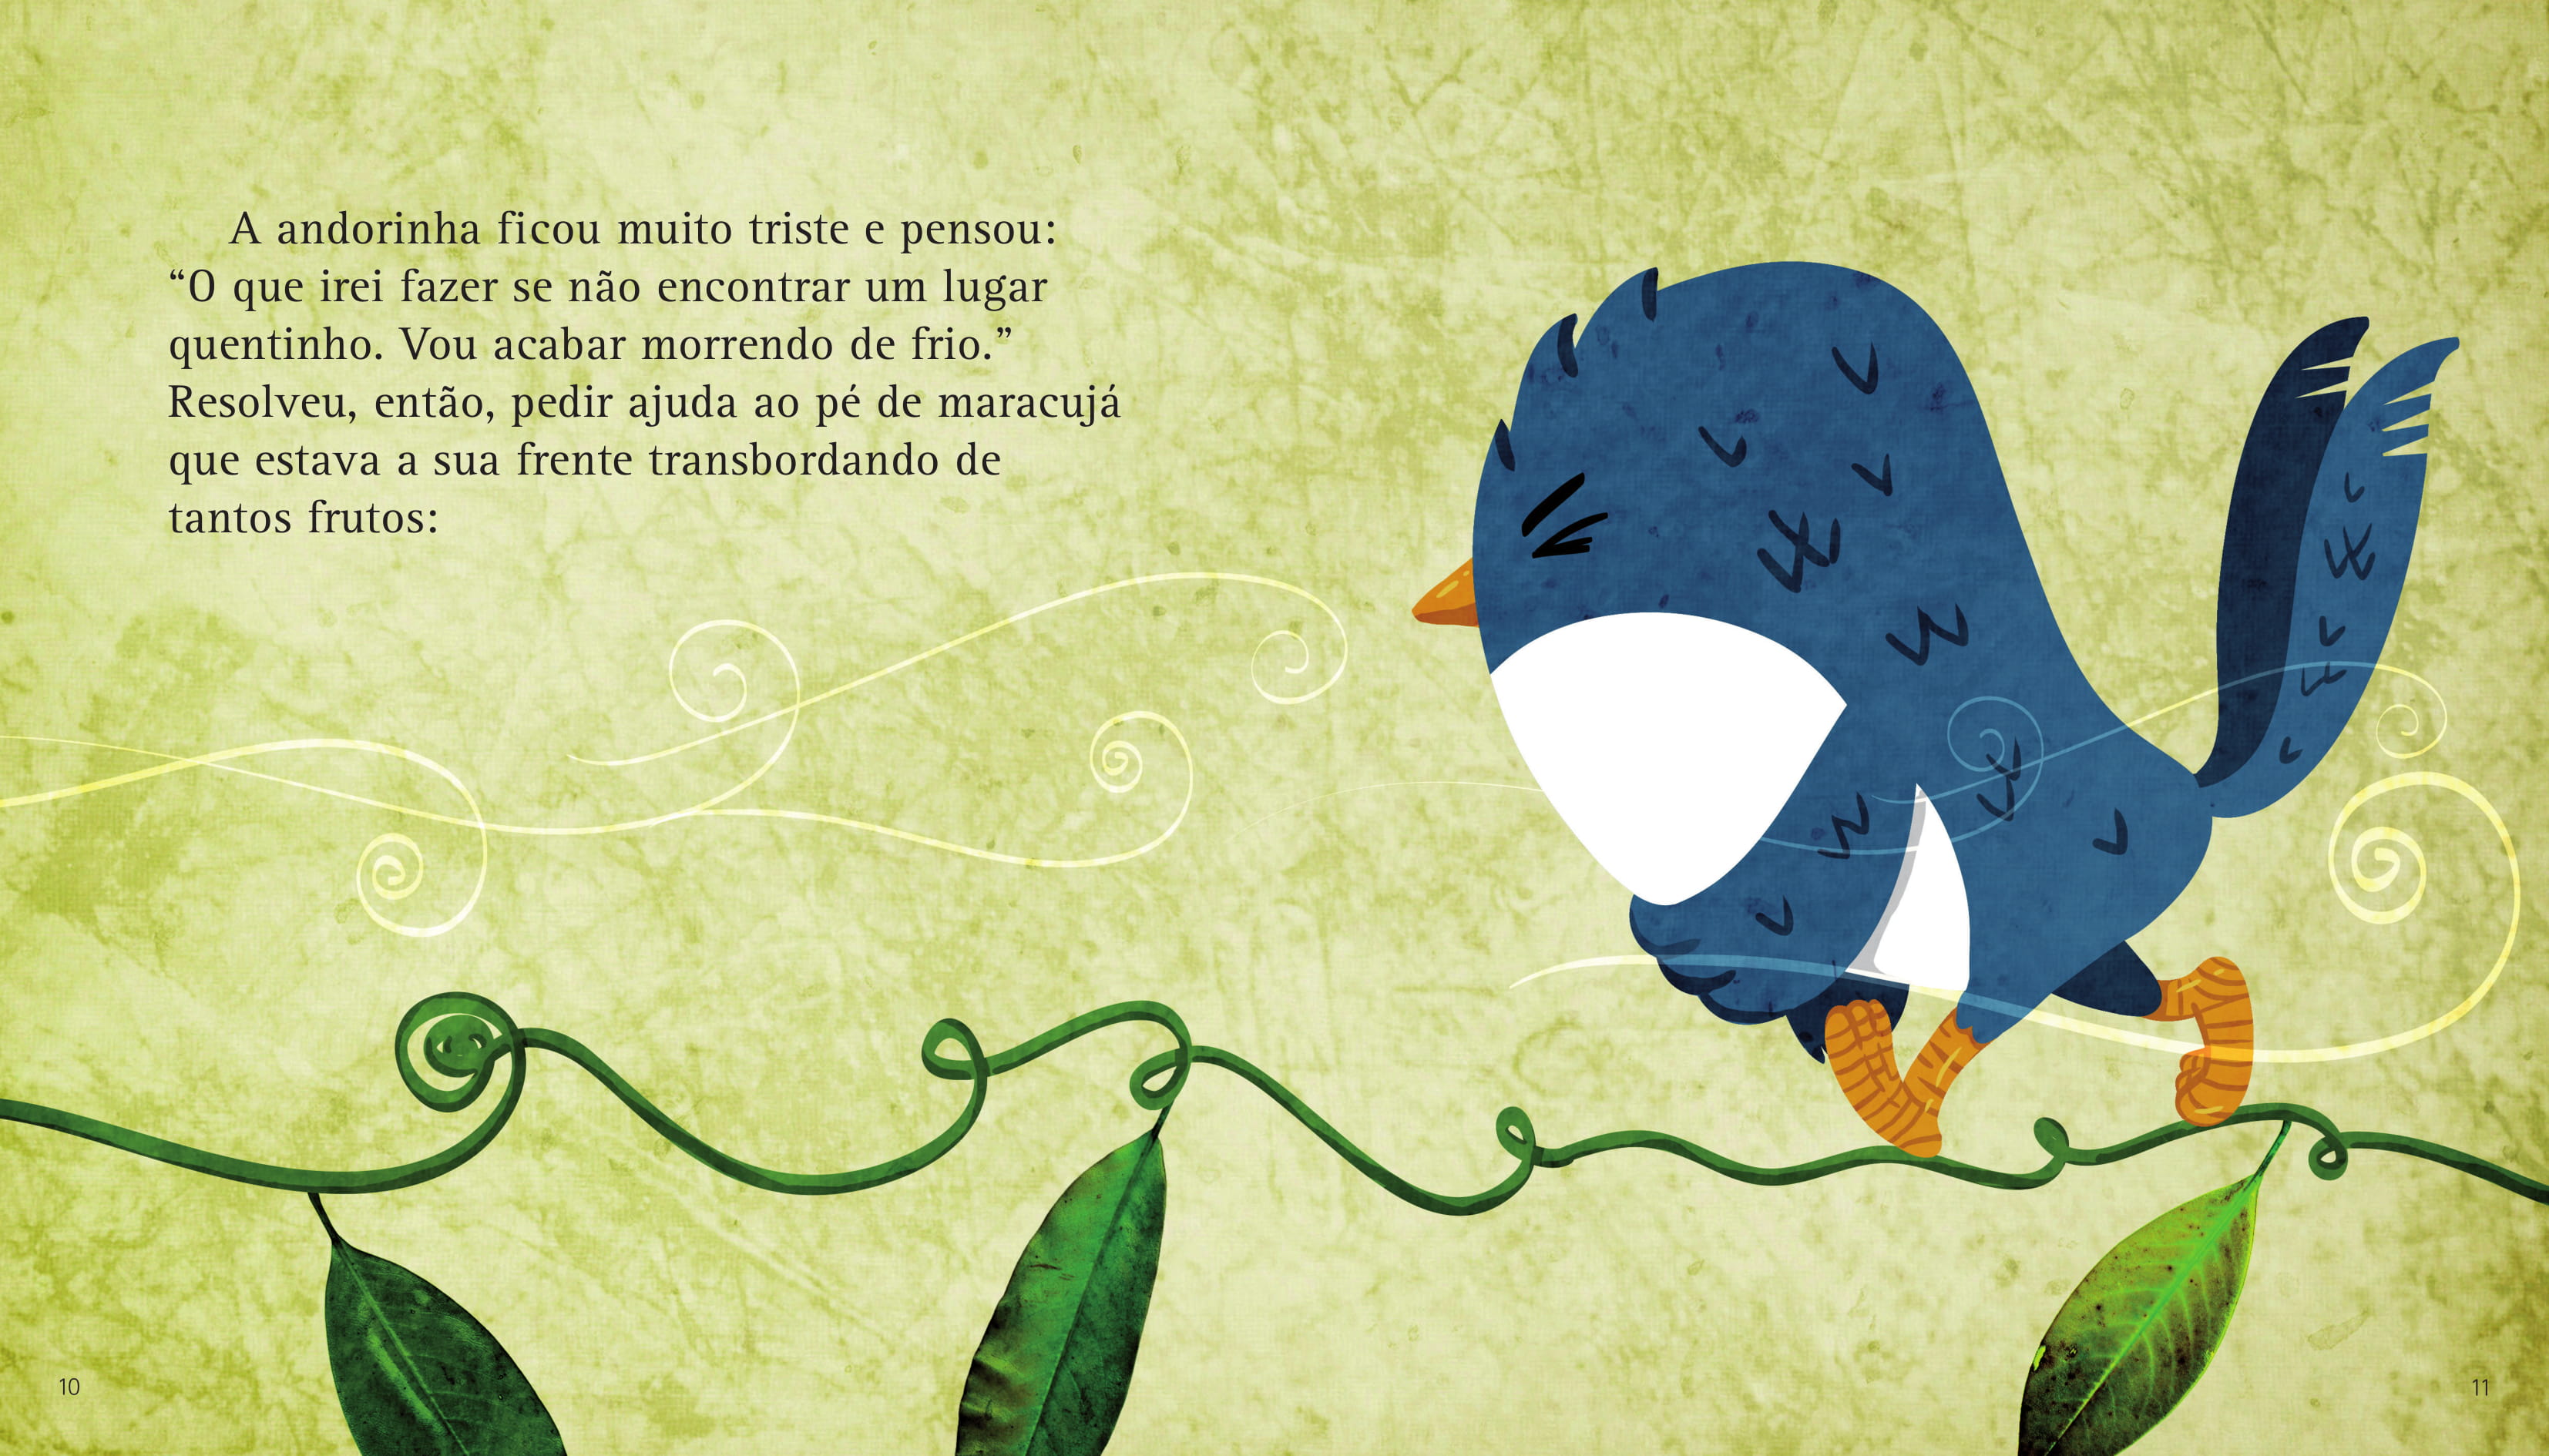 A andorinha ficou muito triste e pensou:
“O que irei fazer se não encontrar um lugar
quentinho. Vou acabar morrendo de frio.”
Resolveu, então, pedir ajuda ao pé de maracujá
que estava a sua frente transbordando de
tantos frutos:
10
11